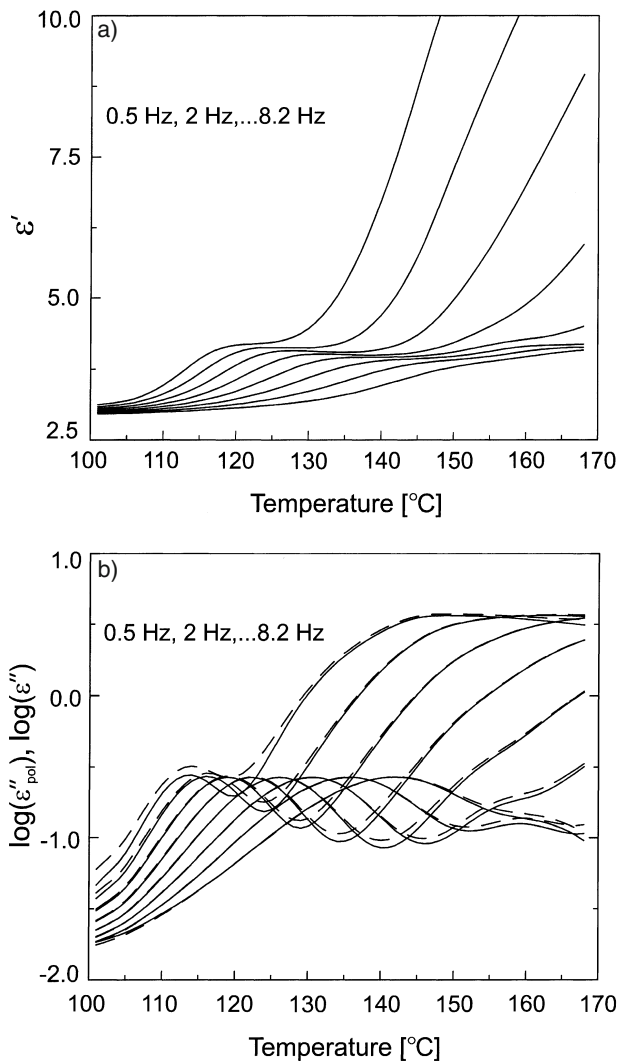 10.0
a)
0.5 Hz, 2 Hz,...8.2 Hz
7.5
ε′
5.0
2.5
100 110 120 130 140 150 160 170
Temperature [°C]
1.0
b)
0.5 Hz, 2 Hz,...8.2 Hz
log(ε″pol), log(ε″)
0.0
-1.0
-2.0
100 110 120 130 140 150 160 170
Temperature [°C]